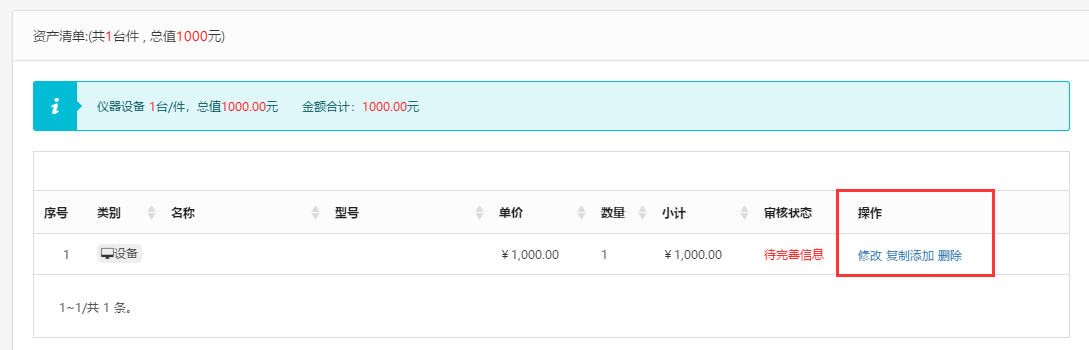 资产清单:(共1台件 , 总值1000元)
仪器设备 1台/件，总值1000.00元 金额合计：1000.00元
序号 类别 名称 型号 单价 数量 小计 审核状态 操作
1 设备 ￥1,000.00 1 ￥1,000.00 待完善信息 修改 复制添加 删除
1~1/共 1 条。